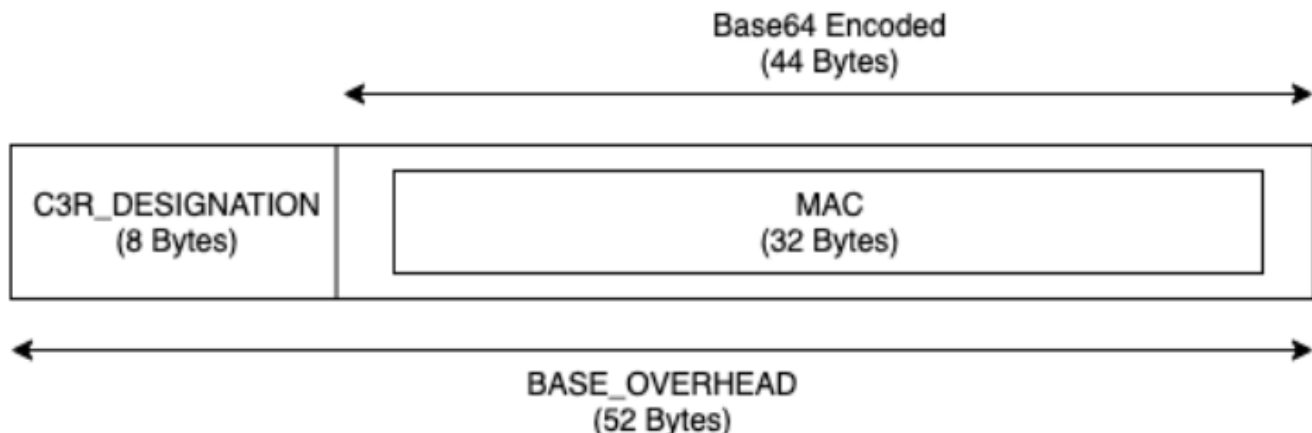 Base64 Encoded
(44 Bytes)
C3R_DESIGNATION
(8 Bytes)
MAC
(32 Bytes)
BASE_OVERHEAD
(52 Bytes)